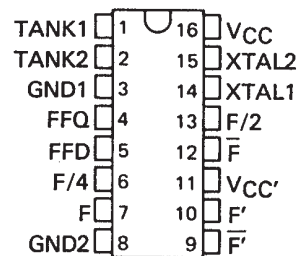 TANK1 1 16 VCC
TANK2 2 15 XTAL2
GND1 3 14 XTAL1
FFQ 4 13 F/2
FFD 5 12 F̅
F/4 6 11 VCC'
F 7 10 F'
GND2 8 9 F̅'